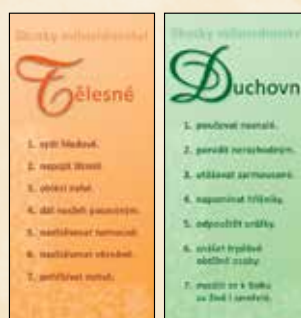 Skutky milosrdenství
Tělesné
1. sytit hladové.
2. napojit žíznivé.
3. obléci nahé.
4. dát nocleh pocestným.
5. navštěvovat nemocné.
6. navštěvovat vězněné.
7. pohřbívat mrtvé.
Skutky milosrdenství
Duchovn
1. poučovat neznalé.
2. poradit nerozhodným.
3. utěšovat zarmoucené.
4. napomínat hříšníky.
5. odpouštět urážky.
6. snášet trpělivě
obtížné osoby.
7. modlit se k Bohu
za živé i zemřelé.